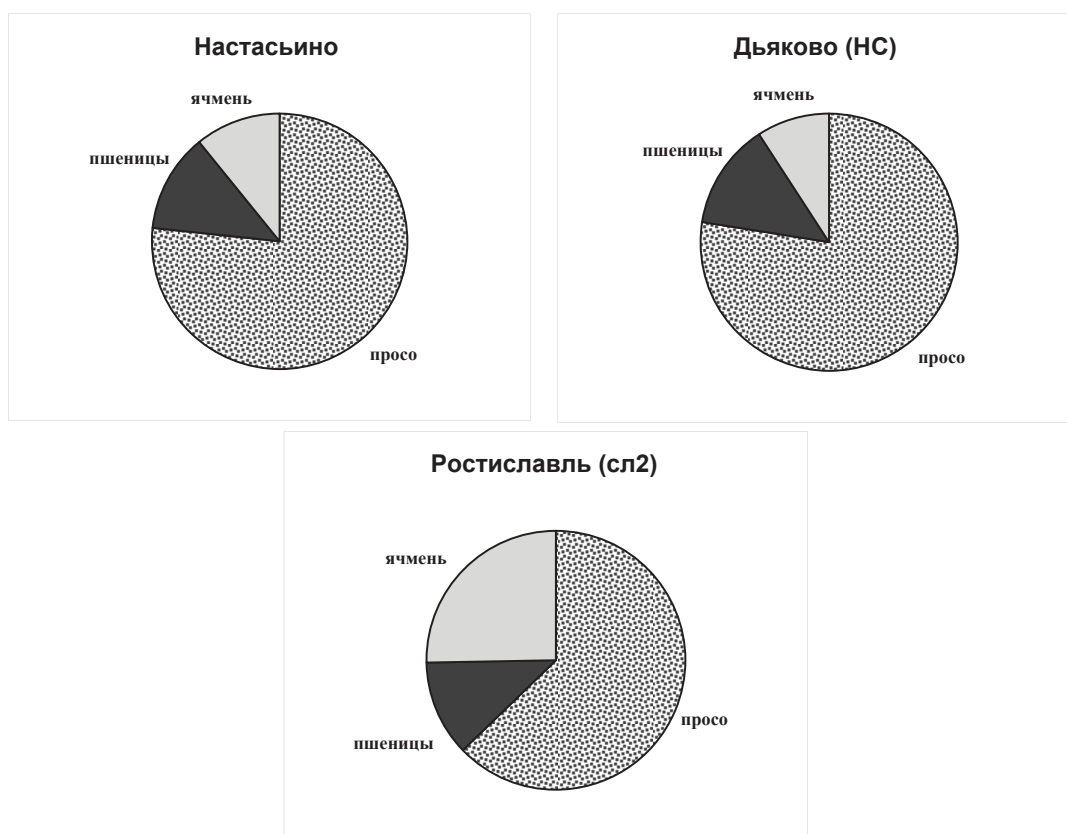 Настасьино
ячмень
пшеницы
просо
Дьяково (НС)
ячмень
пшеницы
просо
Ростиславль (сл2)
ячмень
пшеницы
просо